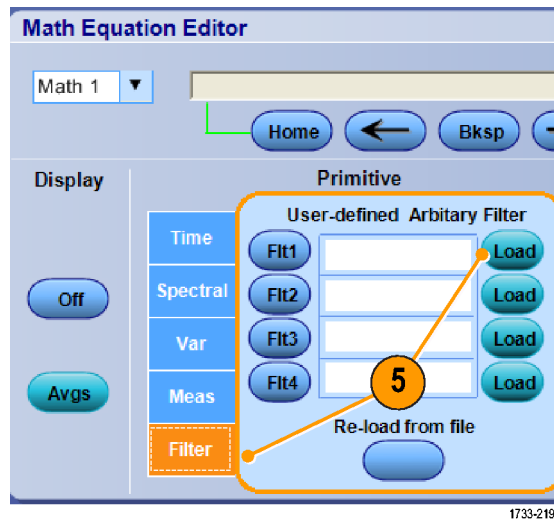 Math Equation Editor
Math 1
Home
Bksp
Display
Primitive
User-defined Arbitary Filter
Time
Spectral
Var
Meas
Filter
Off
Avgs
Flt1
Load
Flt2
Load
Flt3
Load
Flt4
Load
5
Re-load from file
1733-219